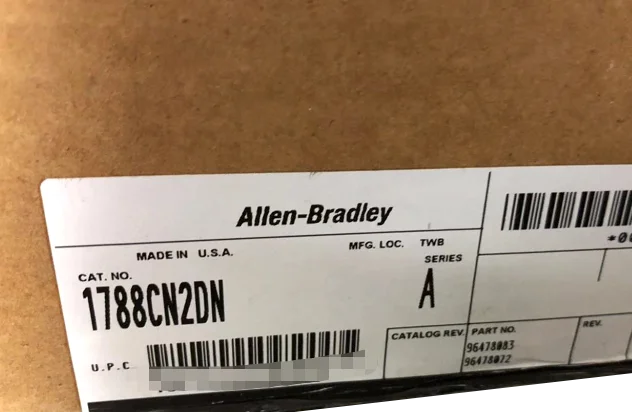 Allen-Bradley
MADE IN U.S.A.
MFG. LOC. TWB
CAT. NO.
SERIES
1788CN2DN
A
CATALOG REV.
PART NO.
REV.
96478083
96478072
U.P.C